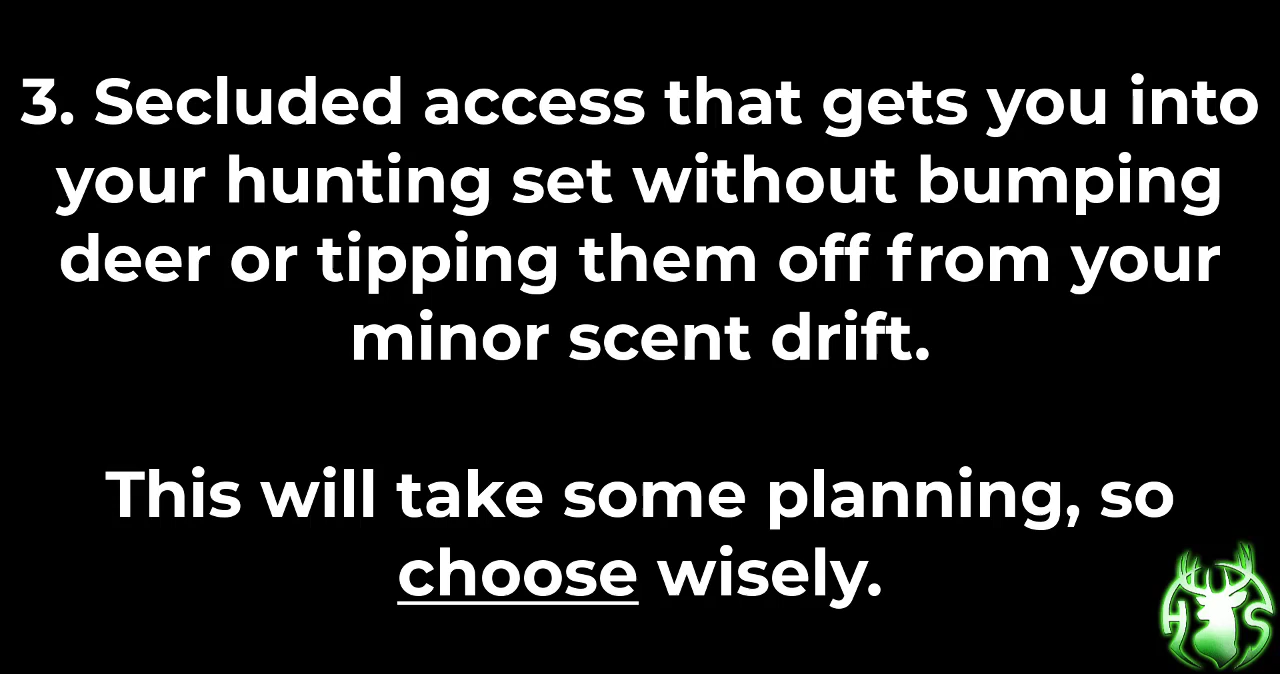 3. Secluded access that gets you into
your hunting set without bumping
deer or tipping them off from your
minor scent drift.
This will take some planning, so
choose wisely.
H S